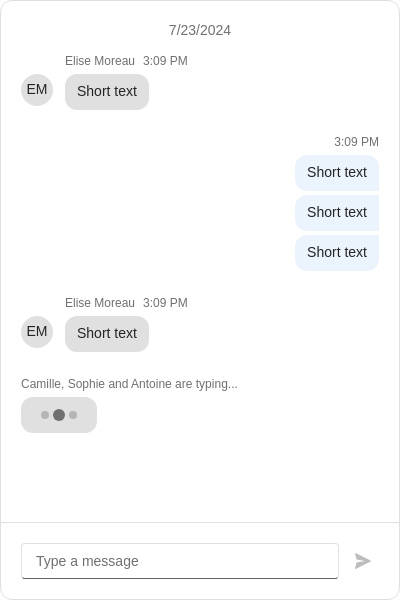 7/23/2024
Elise Moreau 3:09 PM
EM
Short text
3:09 PM
Short text
Short text
Short text
Elise Moreau 3:09 PM
EM
Short text
Camille, Sophie and Antoine are typing...
Type a message